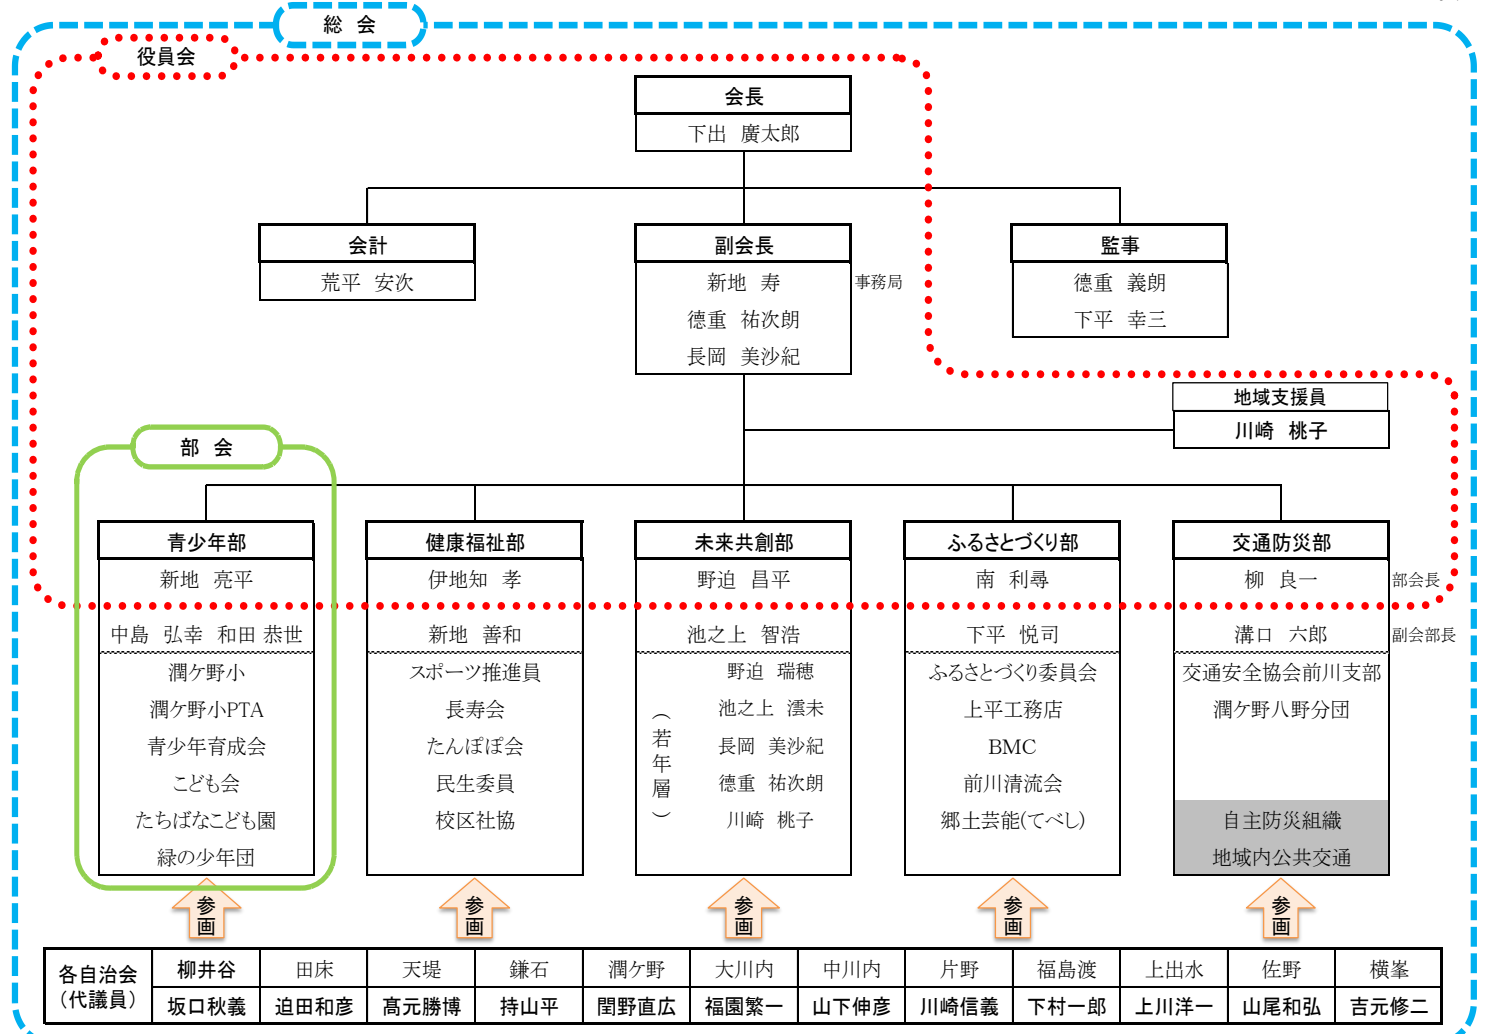 総 会
役員会
会長
下出 廣太郎
会計
荒平 安次
副会長
新地 寿
事務局
德重 祐次朗
長岡 美沙紀
監事
德重 義朗
下平 幸三
地域支援員
川崎 桃子
部 会
青少年部
新地 亮平
中島 弘幸 和田 恭世
潤ケ野小
潤ケ野小PTA
青少年育成会
こども会
たちばなこども園
緑の少年団
健康福祉部
伊地知 孝
新地 善和
スポーツ推進員
長寿会
たんぽぽ会
民生委員
校区社協
未来共創部
野迫 昌平
池之上 智浩
（若年層）
野迫 瑞穂
池之上 澪未
長岡 美沙紀
德重 祐次朗
川崎 桃子
ふるさとづくり部
南 利尋
下平 悦司
ふるさとづくり委員会
上平工務店
BMC
前川清流会
郷土芸能(てべし)
交通防災部
柳 良一
部会長
溝口 六郎
副会部長
交通安全協会前川支部
潤ケ野八野分団
自主防災組織
地域内公共交通
参画
参画
参画
参画
参画
各自治会
（代議員）
柳井谷 田床 天堤 鎌石 潤ケ野 大川内 中川内 片野 福島渡 上出水 佐野 横峯
坂口秋義 迫田和彦 髙元勝博 持山平 閏野直広 福園繁一 山下伸彦 川崎信義 下村一郎 上川洋一 山尾和弘 吉元修二